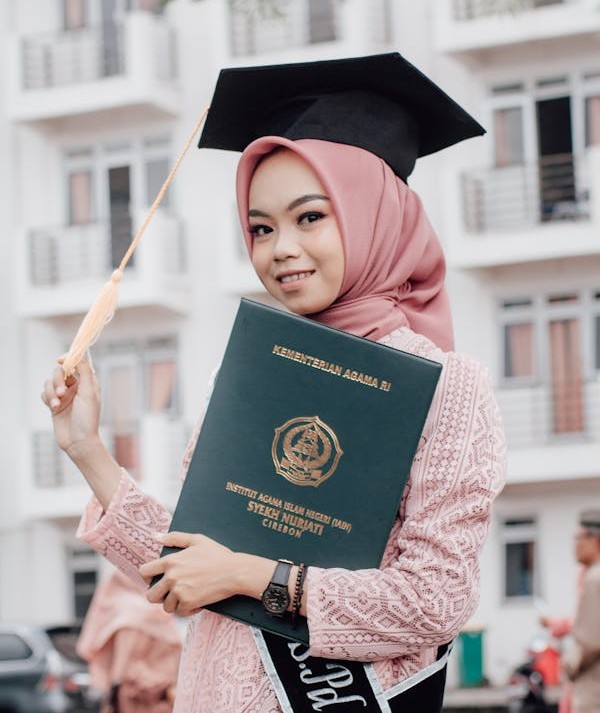 KEMENTERIAN AGAMA RI
INSTITUT AGAMA ISLAM NEGERI (IAIN)
SYEKH NURJATI
CIREBON
S.Pd